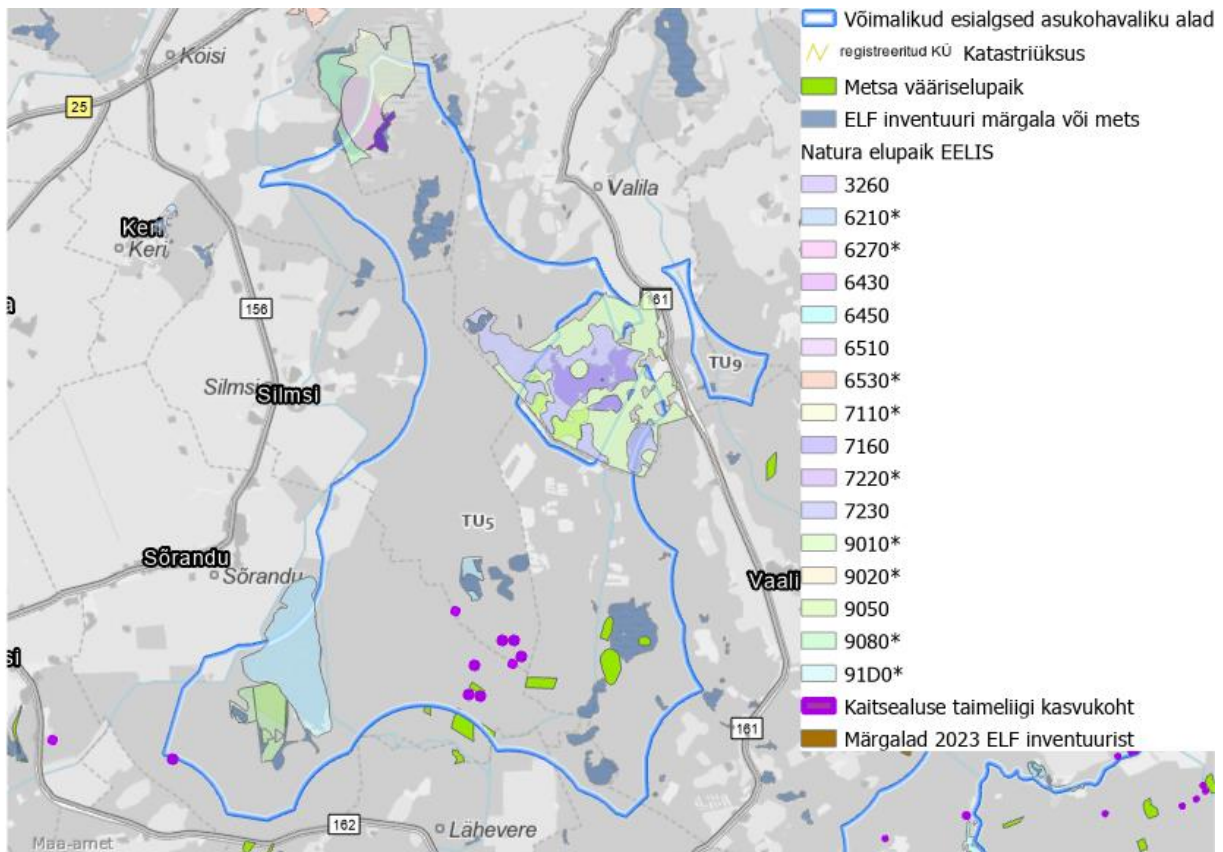 Võimalikud esialgsed asukohavaliku alad
registreeritud KÜ Katastriüksus
Metsa vääriselupaik
ELF inventuuri märgala või mets
Natura elupaik EELIS
3260
6210*
6270*
6430
6450
6510
6530*
7110*
7160
7220*
7230
9010*
9020*
9050
9080*
91D0*
Kaitsealuse taimeliigi kasvukoht
Märgalad 2023 ELF inventuurist
Koisi
25
Valila
Keri
Keri
161
156
TU9
Silmsi
Silmsi
TU5
Sõrandu
Sõrandu
Vaali
si
161
162
Lähevere
Maa-amet